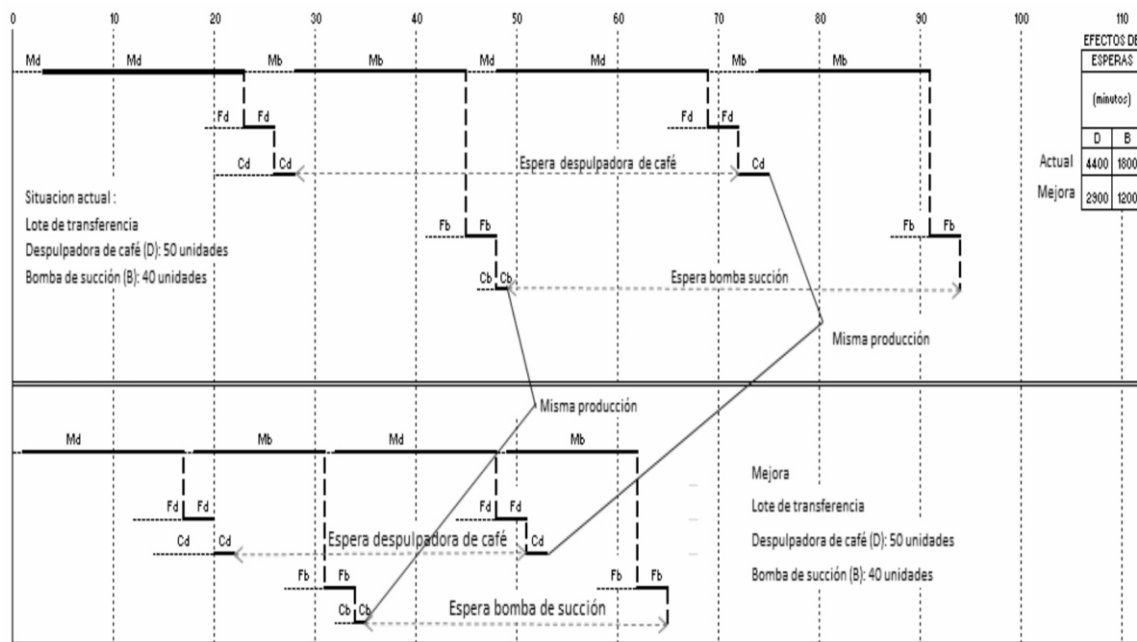 0 10 20 30 40 50 60 70 80 90 100 110
EFECTOS DE
ESPERAS
(minutos)
D B
Actual 4400 1800
Mejora 2900 1200
Md Md Mb Mb Md Md Mb Mb
Fd Fd Fd Fd
Cd Cd Espera despulpadora de café Cd
Situacion actual :
Lote de transferencia
Despulpadora de café (D): 50 unidades
Bomba de succión (B): 40 unidades
Fb Fb Fb Fb
Cb Cb Espera bomba succión
Misma producción
Misma producción
Md Mb Md Mb
Mejora
Lote de transferencia
Despulpadora de café (D): 50 unidades
Bomba de succión (B): 40 unidades
Fd Fd Fd Fd
Cd Cd Espera despulpadora de café Cd
Fb Fb Fb Fb
Cb Cb Espera bomba de succión